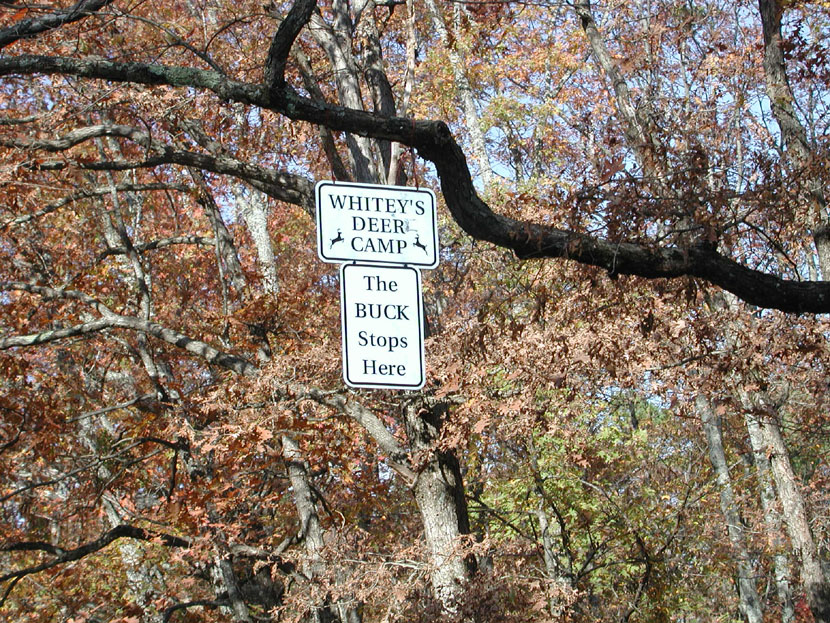 WHITEY'S
DEER
CAMP
The
BUCK
Stops
Here